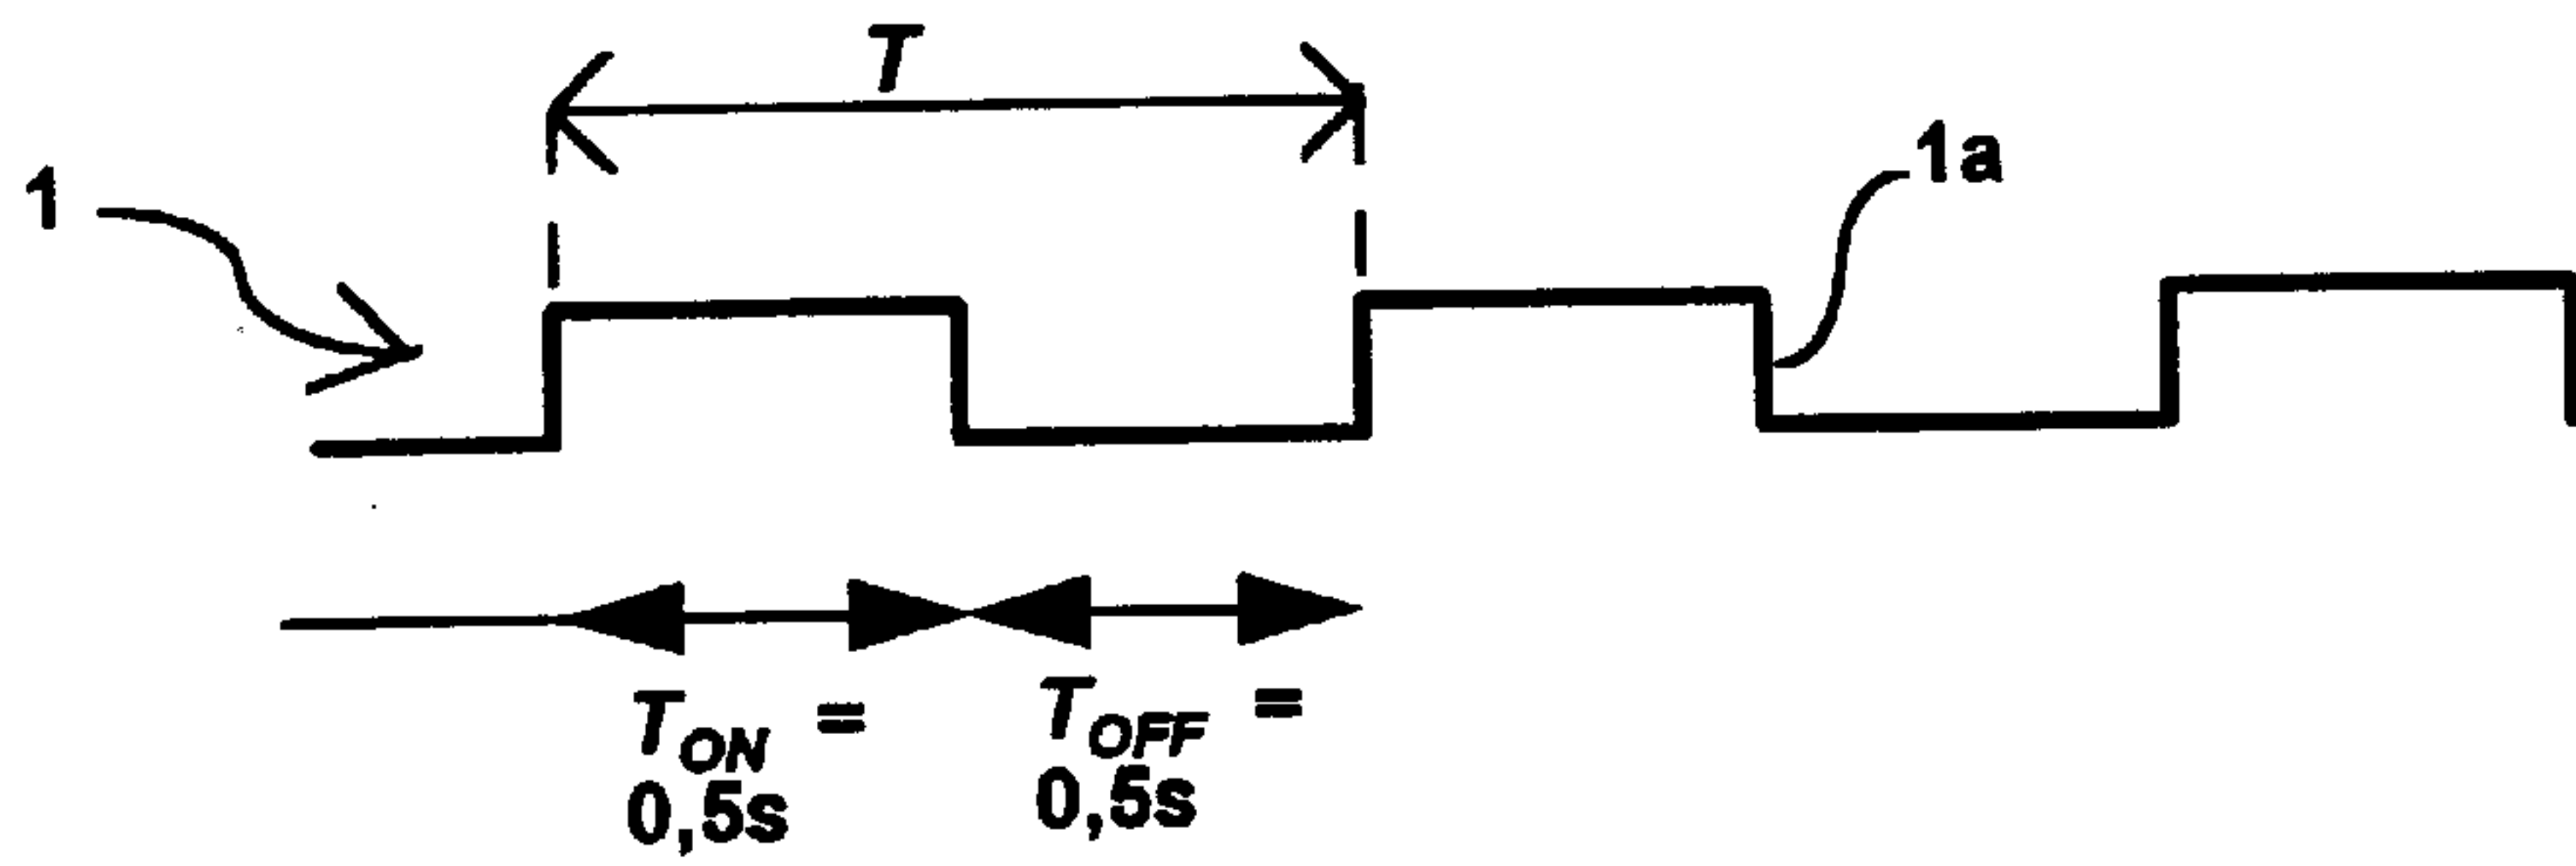 T
1
1a
T_ON =
0,5s
T_OFF =
0,5s